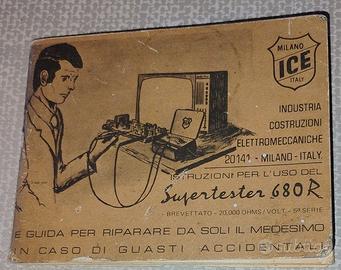 MILANO
ICE
ITALY
INDUSTRIA
COSTRUZIONI
ELETTROMECCANICHE
20141 - MILANO - ITALY
ISTRUZIONI PER L'USO DEL
Supertester 680R
- BREVETTATO - 20.000 OHMS/VOLT - 5ª SERIE
E GUIDA PER RIPARARE DA SOLI IL MEDESIMO
IN CASO DI GUASTI ACCIDENTALI